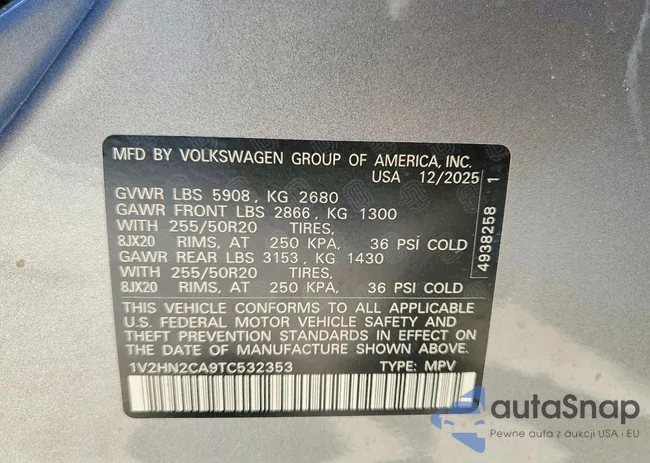 MFD BY VOLKSWAGEN GROUP OF AMERICA, INC.
USA 12/2025
GVWR LBS 5908, KG 2680
GAWR FRONT LBS 2866, KG 1300
WITH 255/50R20 TIRES,
8JX20 RIMS, AT 250 KPA, 36 PSI COLD
GAWR REAR LBS 3153, KG 1430
WITH 255/50R20 TIRES,
8JX20 RIMS, AT 250 KPA, 36 PSI COLD
THIS VEHICLE CONFORMS TO ALL APPLICABLE
U.S. FEDERAL MOTOR VEHICLE SAFETY AND
THEFT PREVENTION STANDARDS IN EFFECT ON
THE DATE OF MANUFACTURE SHOWN ABOVE.
1V2HN2CA9TC532353 TYPE: MPV
4938258 1
autaSnap
Pewne auta z aukcji USA i EU